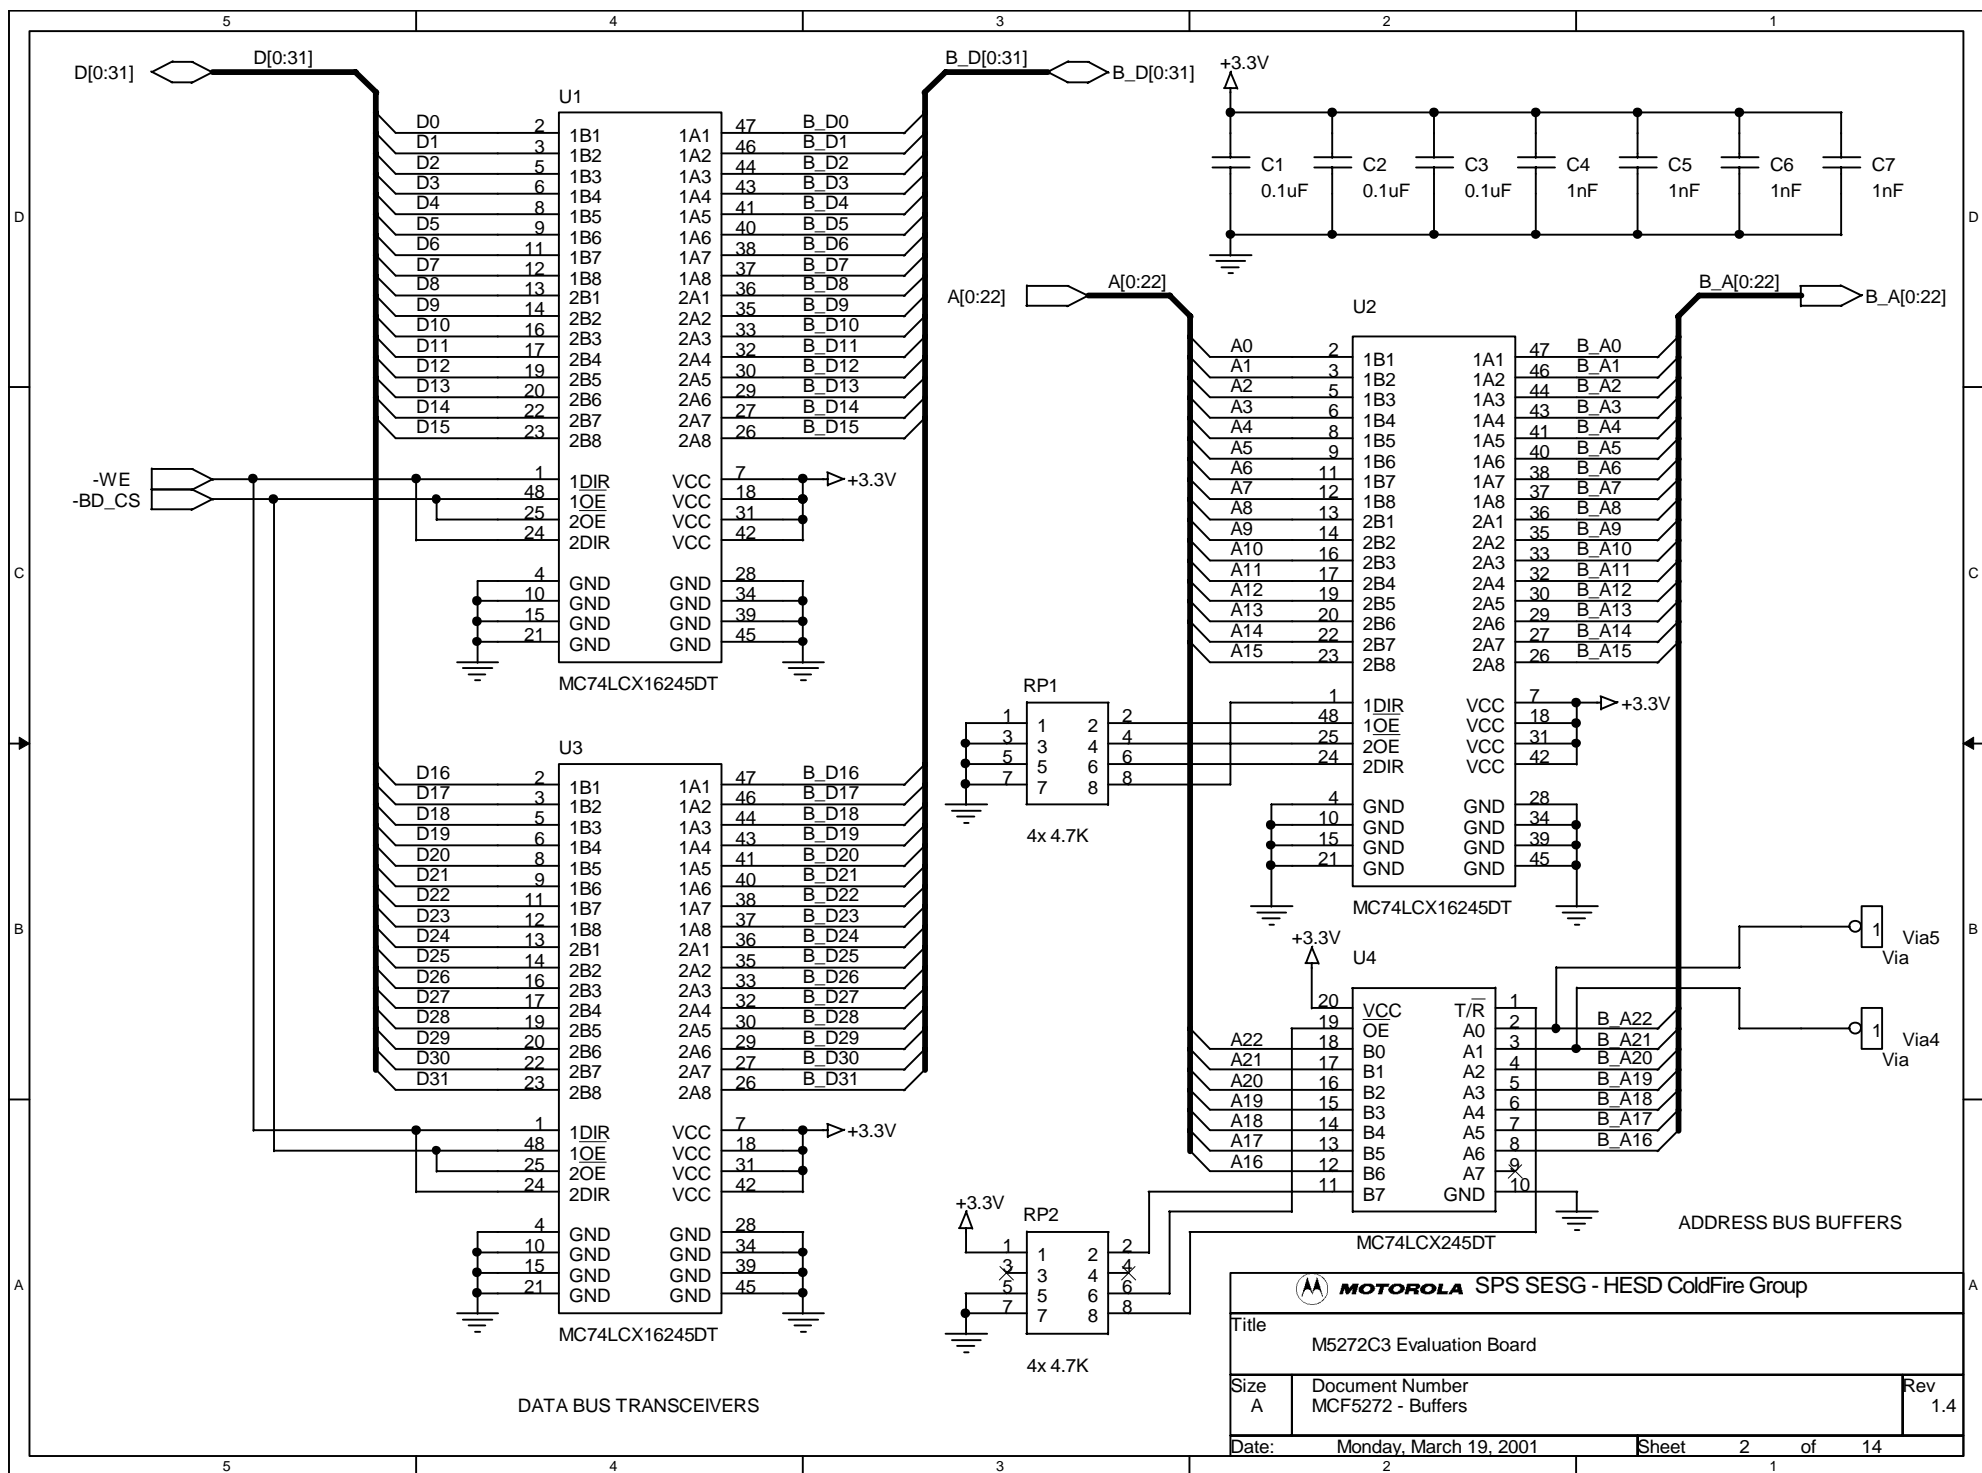 5 4 3 2 1
D[0:31] D[0:31] B_D[0:31] B_D[0:31]
+3.3V
C1 0.1uF
C2 0.1uF
C3 0.1uF
C4 1nF
C5 1nF
C6 1nF
C7 1nF
D D
U1
D0 2 1B1 1A1 47 B_D0
D1 3 1B2 1A2 46 B_D1
D2 5 1B3 1A3 44 B_D2
D3 6 1B4 1A4 43 B_D3
D4 8 1B5 1A5 41 B_D4
D5 9 1B6 1A6 40 B_D5
D6 11 1B7 1A7 38 B_D6
D7 12 1B8 1A8 37 B_D7
D8 13 2B1 2A1 36 B_D8
D9 14 2B2 2A2 35 B_D9
D10 16 2B3 2A3 33 B_D10
D11 17 2B4 2A4 32 B_D11
D12 19 2B5 2A5 30 B_D12
D13 20 2B6 2A6 29 B_D13
D14 22 2B7 2A7 27 B_D14
D15 23 2B8 2A8 26 B_D15
-WE
-BD_CS
1 1DIR VCC 7 +3.3V
48 1OE VCC 18
25 2OE VCC 31
24 2DIR VCC 42
4 GND GND 28
10 GND GND 34
15 GND GND 39
21 GND GND 45
MC74LCX16245DT
C C
U3
D16 2 1B1 1A1 47 B_D16
D17 3 1B2 1A2 46 B_D17
D18 5 1B3 1A3 44 B_D18
D19 6 1B4 1A4 43 B_D19
D20 8 1B5 1A5 41 B_D20
D21 9 1B6 1A6 40 B_D21
D22 11 1B7 1A7 38 B_D22
D23 12 1B8 1A8 37 B_D23
D24 13 2B1 2A1 36 B_D24
D25 14 2B2 2A2 35 B_D25
D26 16 2B3 2A3 33 B_D26
D27 17 2B4 2A4 32 B_D27
D28 19 2B5 2A5 30 B_D28
D29 20 2B6 2A6 29 B_D29
D30 22 2B7 2A7 27 B_D30
D31 23 2B8 2A8 26 B_D31
1 1DIR VCC 7 +3.3V
48 1OE VCC 18
25 2OE VCC 31
24 2DIR VCC 42
4 GND GND 28
10 GND GND 34
15 GND GND 39
21 GND GND 45
MC74LCX16245DT
DATA BUS TRANSCEIVERS
A[0:22] A[0:22] B_A[0:22] B_A[0:22]
U2
A0 2 1B1 1A1 47 B_A0
A1 3 1B2 1A2 46 B_A1
A2 5 1B3 1A3 44 B_A2
A3 6 1B4 1A4 43 B_A3
A4 8 1B5 1A5 41 B_A4
A5 9 1B6 1A6 40 B_A5
A6 11 1B7 1A7 38 B_A6
A7 12 1B8 1A8 37 B_A7
A8 13 2B1 2A1 36 B_A8
A9 14 2B2 2A2 35 B_A9
A10 16 2B3 2A3 33 B_A10
A11 17 2B4 2A4 32 B_A11
A12 19 2B5 2A5 30 B_A12
A13 20 2B6 2A6 29 B_A13
A14 22 2B7 2A7 27 B_A14
A15 23 2B8 2A8 26 B_A15
1 1DIR VCC 7 +3.3V
48 1OE VCC 18
25 2OE VCC 31
24 2DIR VCC 42
4 GND GND 28
10 GND GND 34
15 GND GND 39
21 GND GND 45
MC74LCX16245DT
RP1
1 1 2 2
3 3 4 4
5 5 6 6
7 7 8 8
4x 4.7K
B B
+3.3V
U4
20 VCC T/R 1
19 OE A0 2 B_A22
A22 18 B0 A1 3 B_A21
A21 17 B1 A2 4 B_A20
A20 16 B2 A3 5 B_A19
A19 15 B3 A4 6 B_A18
A18 14 B4 A5 7 B_A17
A17 13 B5 A6 8 B_A16
A16 12 B6 A7 9
11 B7 GND 10
MC74LCX245DT
1 Via5
Via
1 Via4
Via
+3.3V
RP2
1 1 2 2
3 3 4 4
5 5 6 6
7 7 8 8
4x 4.7K
ADDRESS BUS BUFFERS
A A
MOTOROLA SPS SESG - HESD ColdFire Group
Title
M5272C3 Evaluation Board
Size Document Number Rev
A MCF5272 - Buffers 1.4
Date: Monday, March 19, 2001 Sheet 2 of 14
5 4 3 2 1